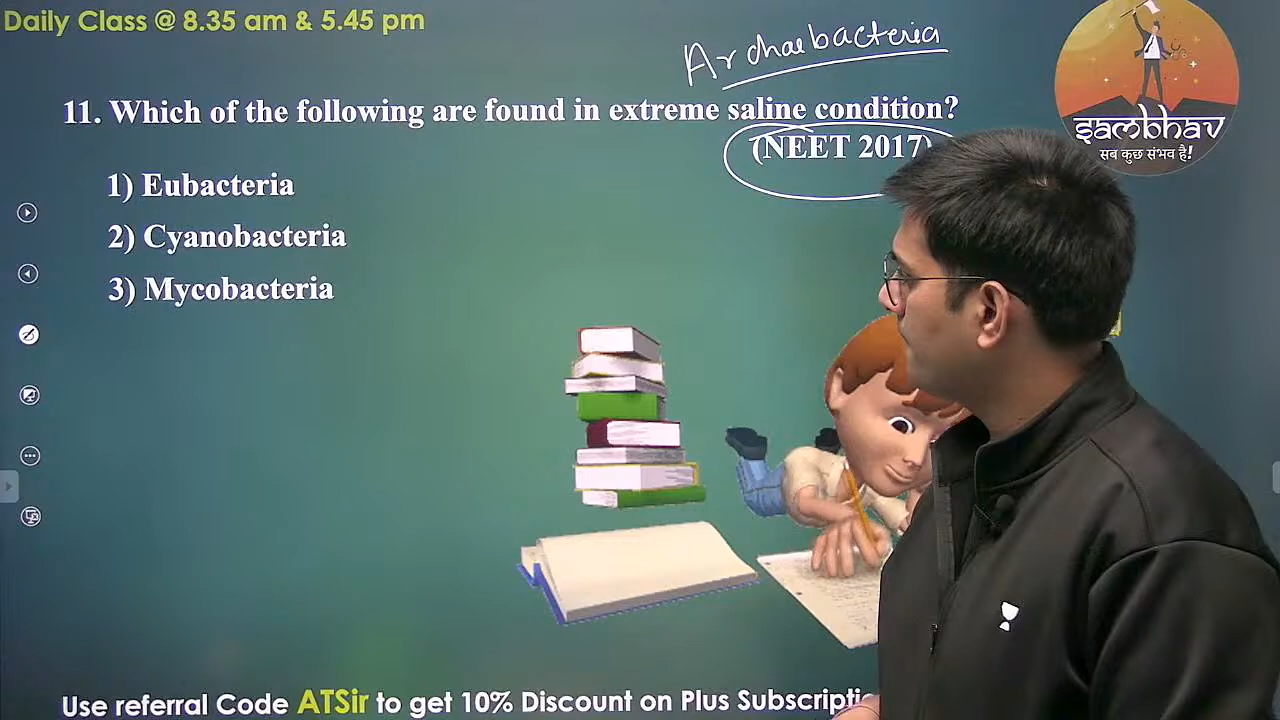 Daily Class @ 8.35 am & 5.45 pm
Archaebacteria
11. Which of the following are found in extreme saline condition?
(NEET 2017)
1) Eubacteria
2) Cyanobacteria
3) Mycobacteria
sambhav
सब कुछ संभव है!
Use referral Code ATSir to get 10% Discount on Plus